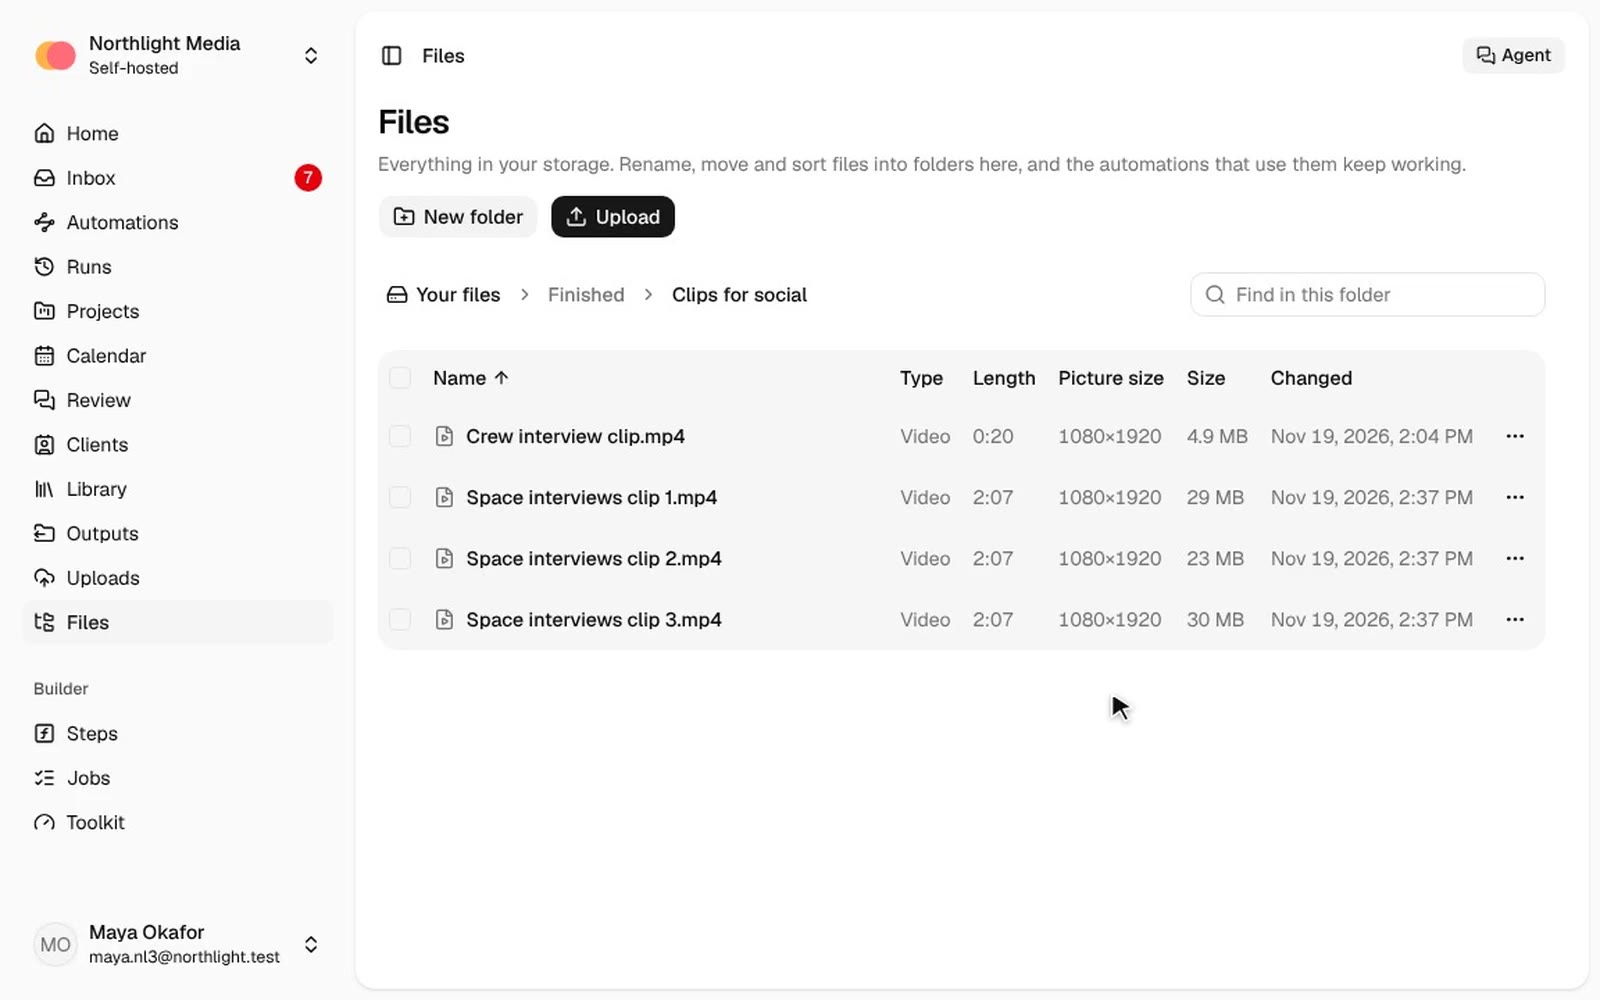 Northlight Media
Self-hosted
Home
Inbox
7
Automations
Runs
Projects
Calendar
Review
Clients
Library
Outputs
Uploads
Files
Builder
Steps
Jobs
Toolkit
MO
Maya Okafor
maya.nl3@northlight.test
Files
Agent
Files
Everything in your storage. Rename, move and sort files into folders here, and the automations that use them keep working.
New folder
Upload
Your files
Finished
Clips for social
Find in this folder
Name Type Length Picture size Size Changed
Crew interview clip.mp4 Video 0:20 1080×1920 4.9 MB Nov 19, 2026, 2:04 PM
Space interviews clip 1.mp4 Video 2:07 1080×1920 29 MB Nov 19, 2026, 2:37 PM
Space interviews clip 2.mp4 Video 2:07 1080×1920 23 MB Nov 19, 2026, 2:37 PM
Space interviews clip 3.mp4 Video 2:07 1080×1920 30 MB Nov 19, 2026, 2:37 PM